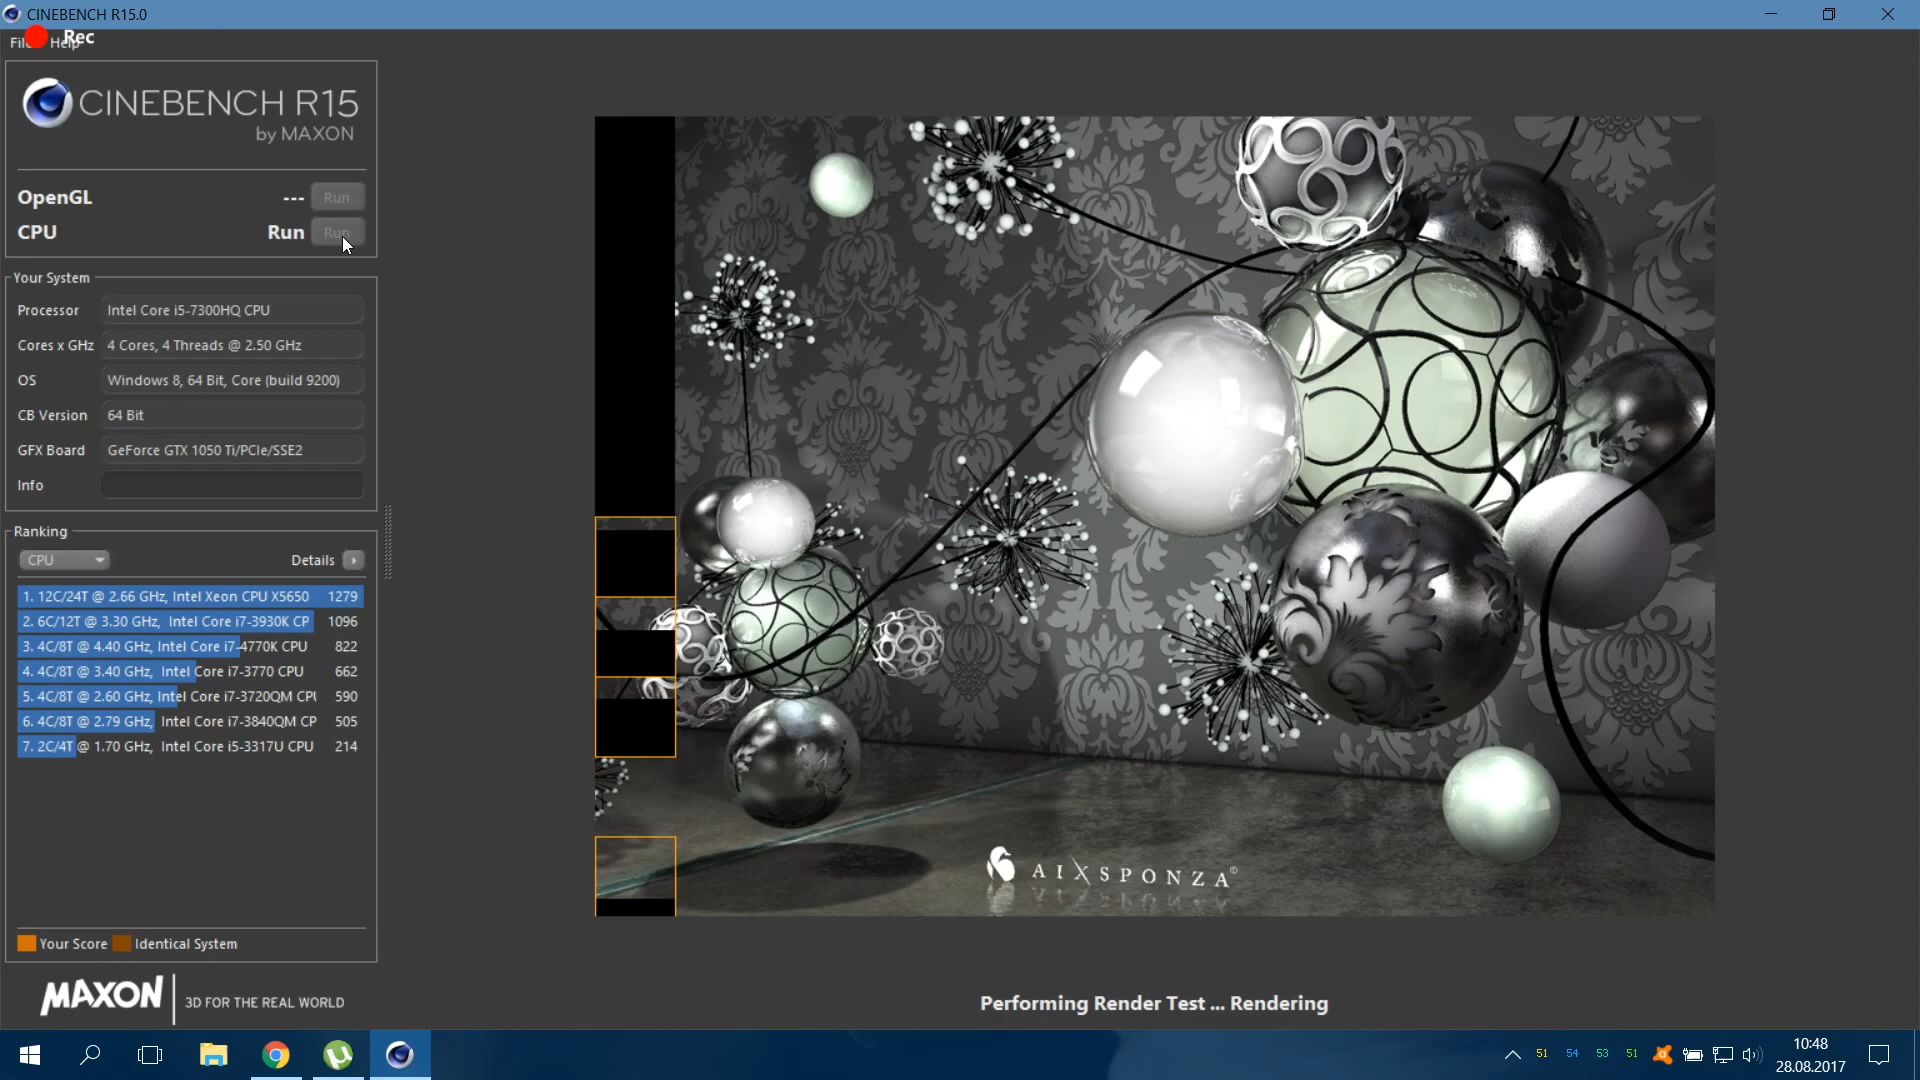 CINEBENCH R15.0
File Help
Rec
CINEBENCH R15
by MAXON
OpenGL --- Run
CPU Run Run
Your System
Processor Intel Core i5-7300HQ CPU
Cores x GHz 4 Cores, 4 Threads @ 2.50 GHz
OS Windows 8, 64 Bit, Core (build 9200)
CB Version 64 Bit
GFX Board GeForce GTX 1050 Ti/PCIe/SSE2
Info
Ranking
CPU Details
1. 12C/24T @ 2.66 GHz, Intel Xeon CPU X5650 1279
2. 6C/12T @ 3.30 GHz, Intel Core i7-3930K CP 1096
3. 4C/8T @ 4.40 GHz, Intel Core i7-4770K CPU 822
4. 4C/8T @ 3.40 GHz, Intel Core i7-3770 CPU 662
5. 4C/8T @ 2.60 GHz, Intel Core i7-3720QM CPU 590
6. 4C/8T @ 2.79 GHz, Intel Core i7-3840QM CP 505
7. 2C/4T @ 1.70 GHz, Intel Core i5-3317U CPU 214
Your Score Identical System
MAXON 3D FOR THE REAL WORLD
AIXSPONZA©
Performing Render Test ... Rendering
51 54 53 51
10:48
28.08.2017